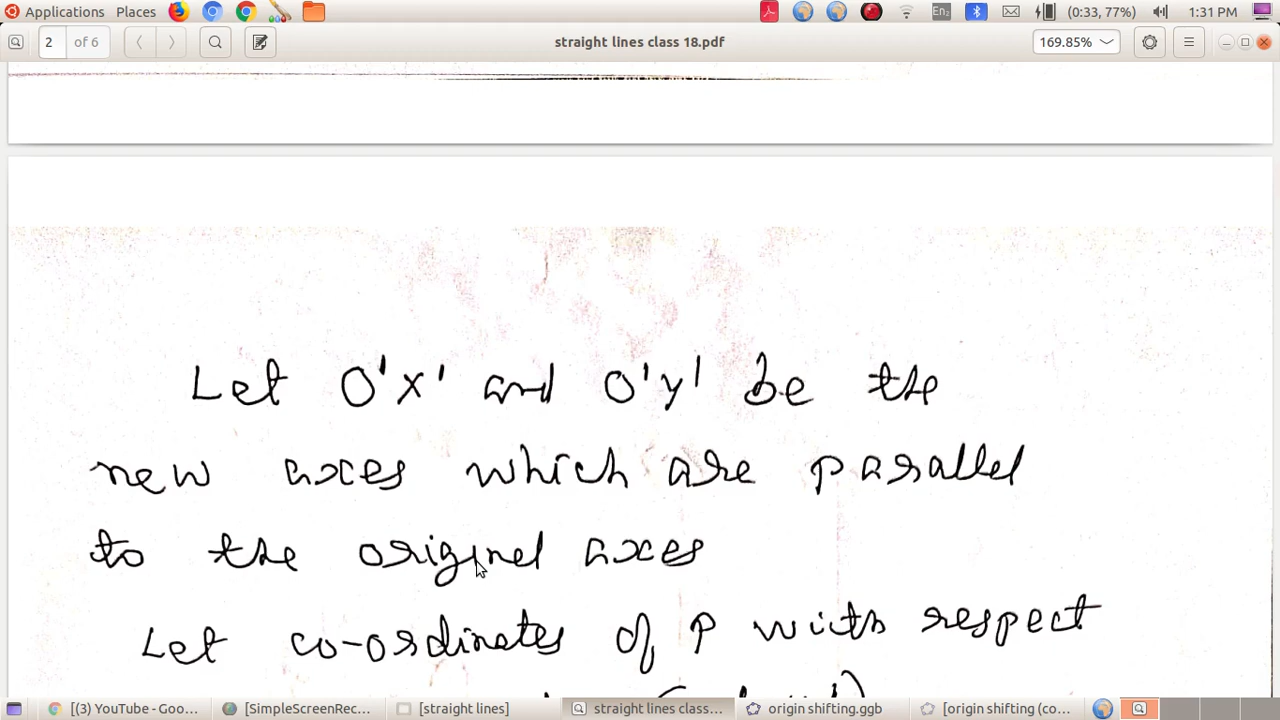 Applications Places En₂ (0:33, 77%) 1:31 PM
2 of 6 straight lines class 18.pdf 169.85%
Let O'X' and O'Y' be the
new axes which are parallel
to the originel axes
Let co-ordinates of P with respect
[(3) YouTube - Goo... [SimpleScreenRec... [straight lines] straight lines class... origin shifting.ggb [origin shifting (co...